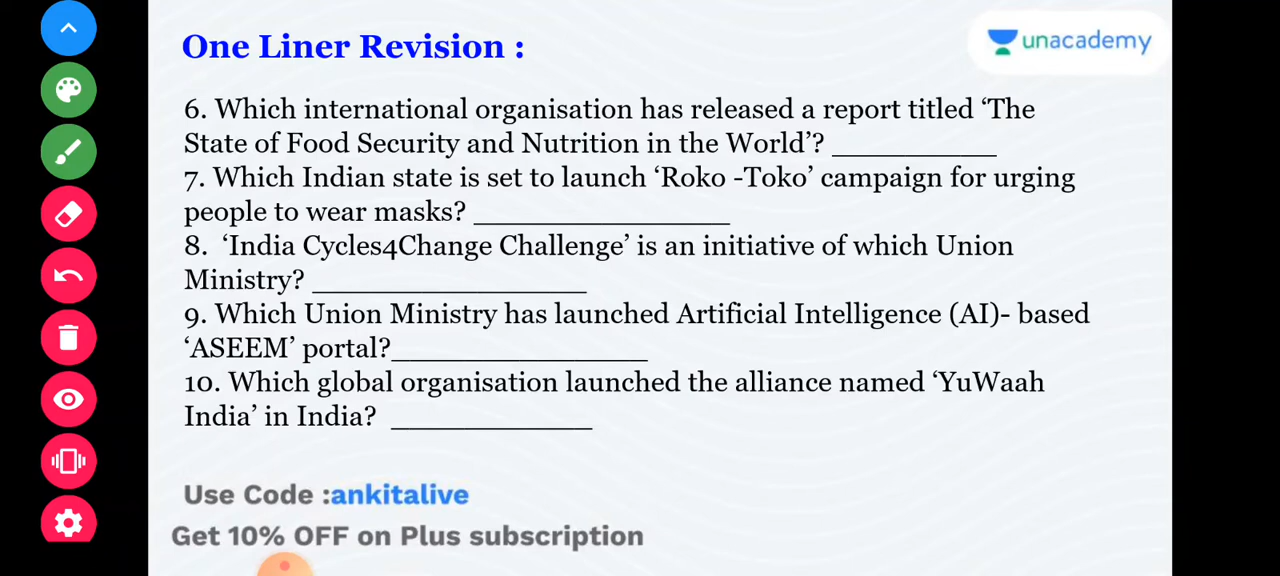 One Liner Revision :
unacademy
6. Which international organisation has released a report titled ‘The
State of Food Security and Nutrition in the World’? ___________
7. Which Indian state is set to launch ‘Roko -Toko’ campaign for urging
people to wear masks? _________________
8.  ‘India Cycles4Change Challenge’ is an initiative of which Union
Ministry? __________________
9. Which Union Ministry has launched Artificial Intelligence (AI)- based
‘ASEEM’ portal?_________________
10. Which global organisation launched the alliance named ‘YuWaah
India’ in India?  _____________
Use Code :ankitalive
Get 10% OFF on Plus subscription